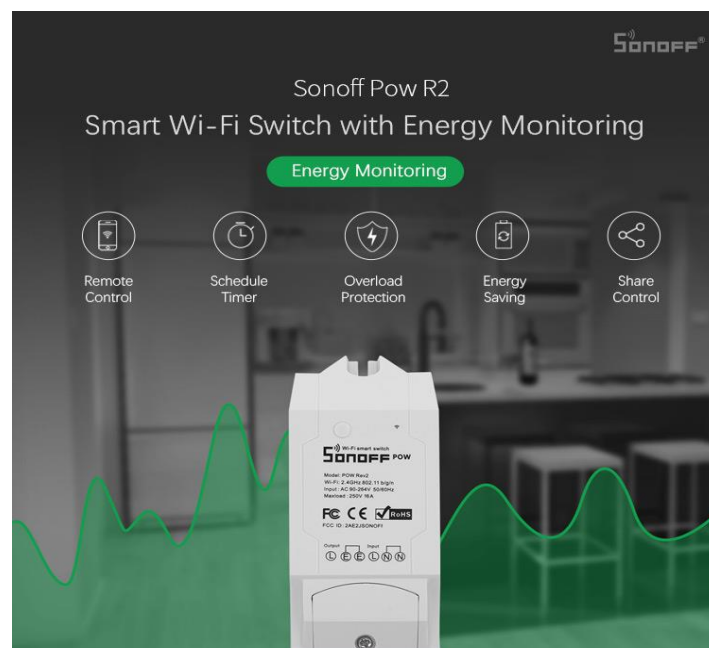 SONOFF®
Sonoff Pow R2
Smart Wi-Fi Switch with Energy Monitoring
Energy Monitoring
Remote
Control
Schedule
Timer
Overload
Protection
Energy
Saving
Share
Control
Wi-Fi smart switch
SONOFF POW
Model: POW Rev2
Wi-Fi: 2.4GHz 802.11 b/g/n
Input: AC 90-264V 50/60Hz
Maxload: 250V 16A
FC CE RoHS
FCC ID: 2AE2JSONOFI
Output Input
L E E L N N